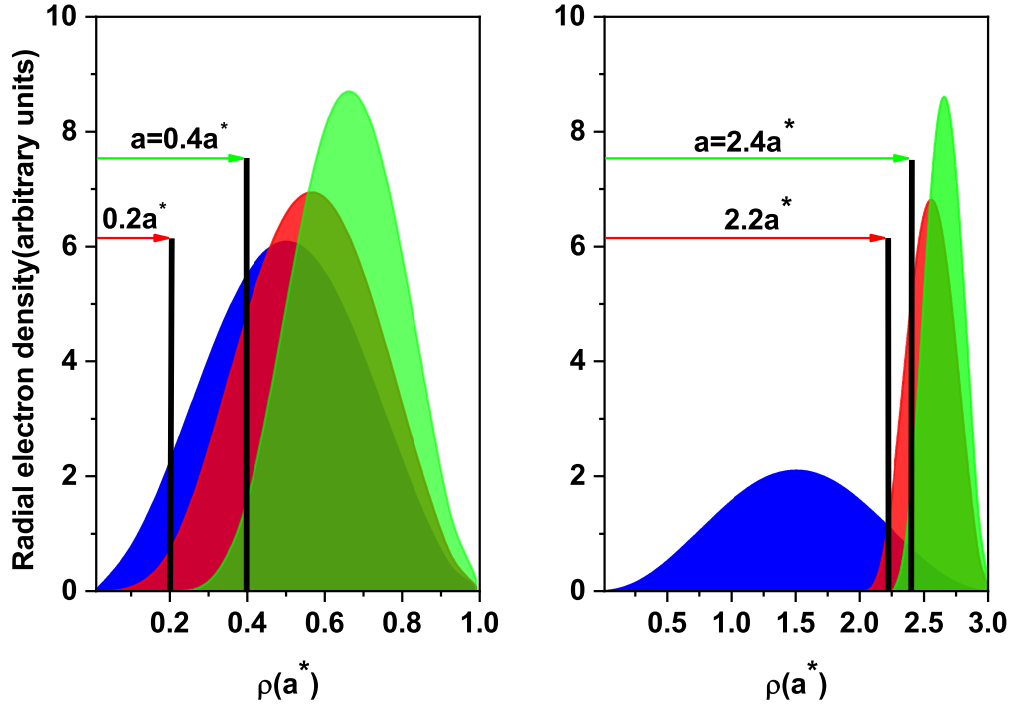 Radial electron density(arbitrary units)
10
8
6
4
2
0
a=0.4a*
0.2a*
0.2 0.4 0.6 0.8 1.0
ρ(a*)
10
8
6
4
2
0
a=2.4a*
2.2a*
0.5 1.0 1.5 2.0 2.5 3.0
ρ(a*)